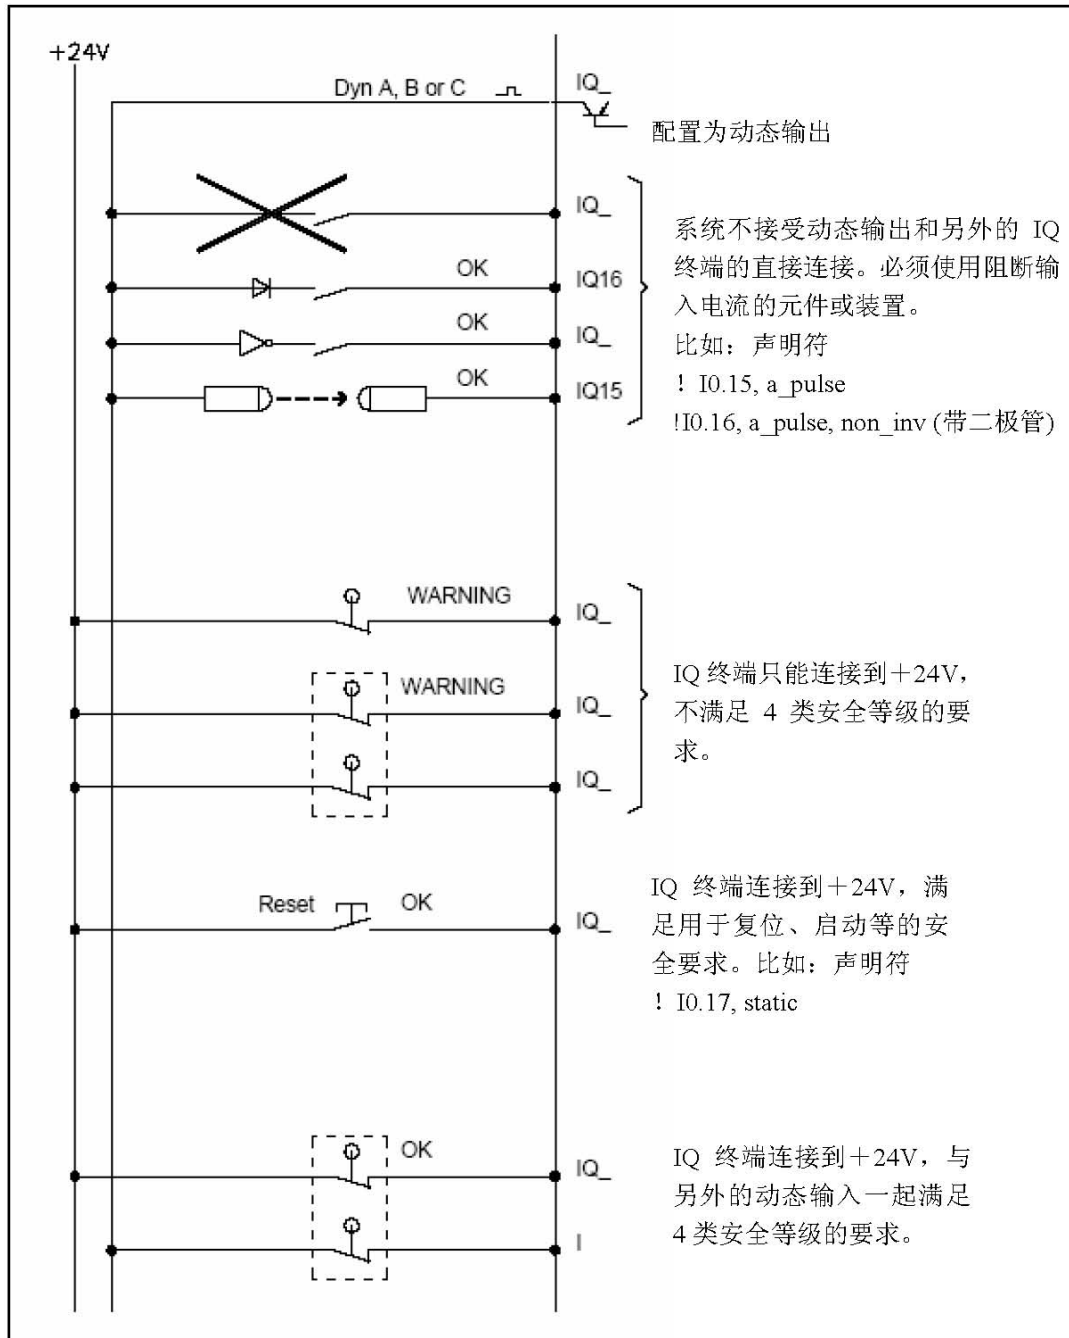 +24V
Dyn A, B or C
IQ_
配置为动态输出
IQ_
系统不接受动态输出和另外的 IQ
终端的直接连接。必须使用阻断输
入电流的元件或装置。
比如：声明符
！I0.15, a_pulse
!I0.16, a_pulse, non_inv (带二极管)
OK
IQ16
OK
IQ_
OK
IQ15
WARNING
IQ_
WARNING
IQ_
IQ_
IQ 终端只能连接到＋24V，
不满足 4 类安全等级的要
求。
Reset
OK
IQ_
IQ 终端连接到＋24V，满
足用于复位、启动等的安
全要求。比如：声明符
！I0.17, static
OK
IQ_
I
IQ 终端连接到＋24V，与
另外的动态输入一起满足
4 类安全等级的要求。